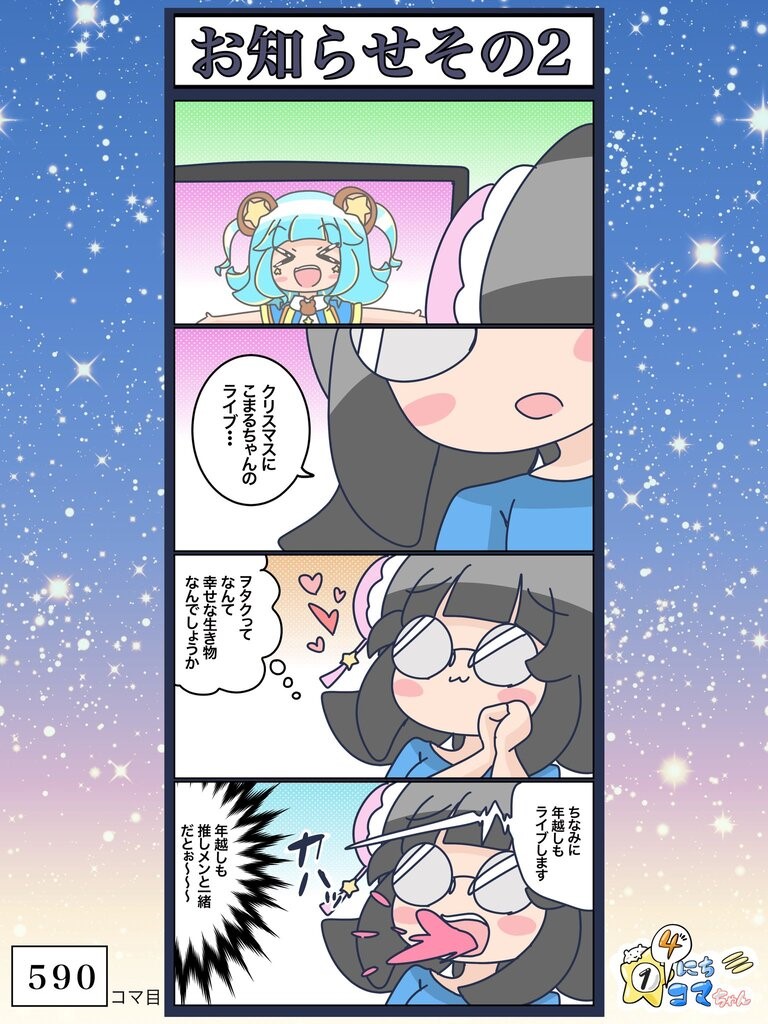 お知らせその2
クリスマスに
こまるちゃんの
ライブ…
ヲタクって
なんて
幸せな生き物
なんでしょうか
ちなみに
年越しも
ライブします
カハッ
年越しも
推しメンと一緒
だとぉ～～～
590
コマ目
1
4
にち
コマ
ちゃん